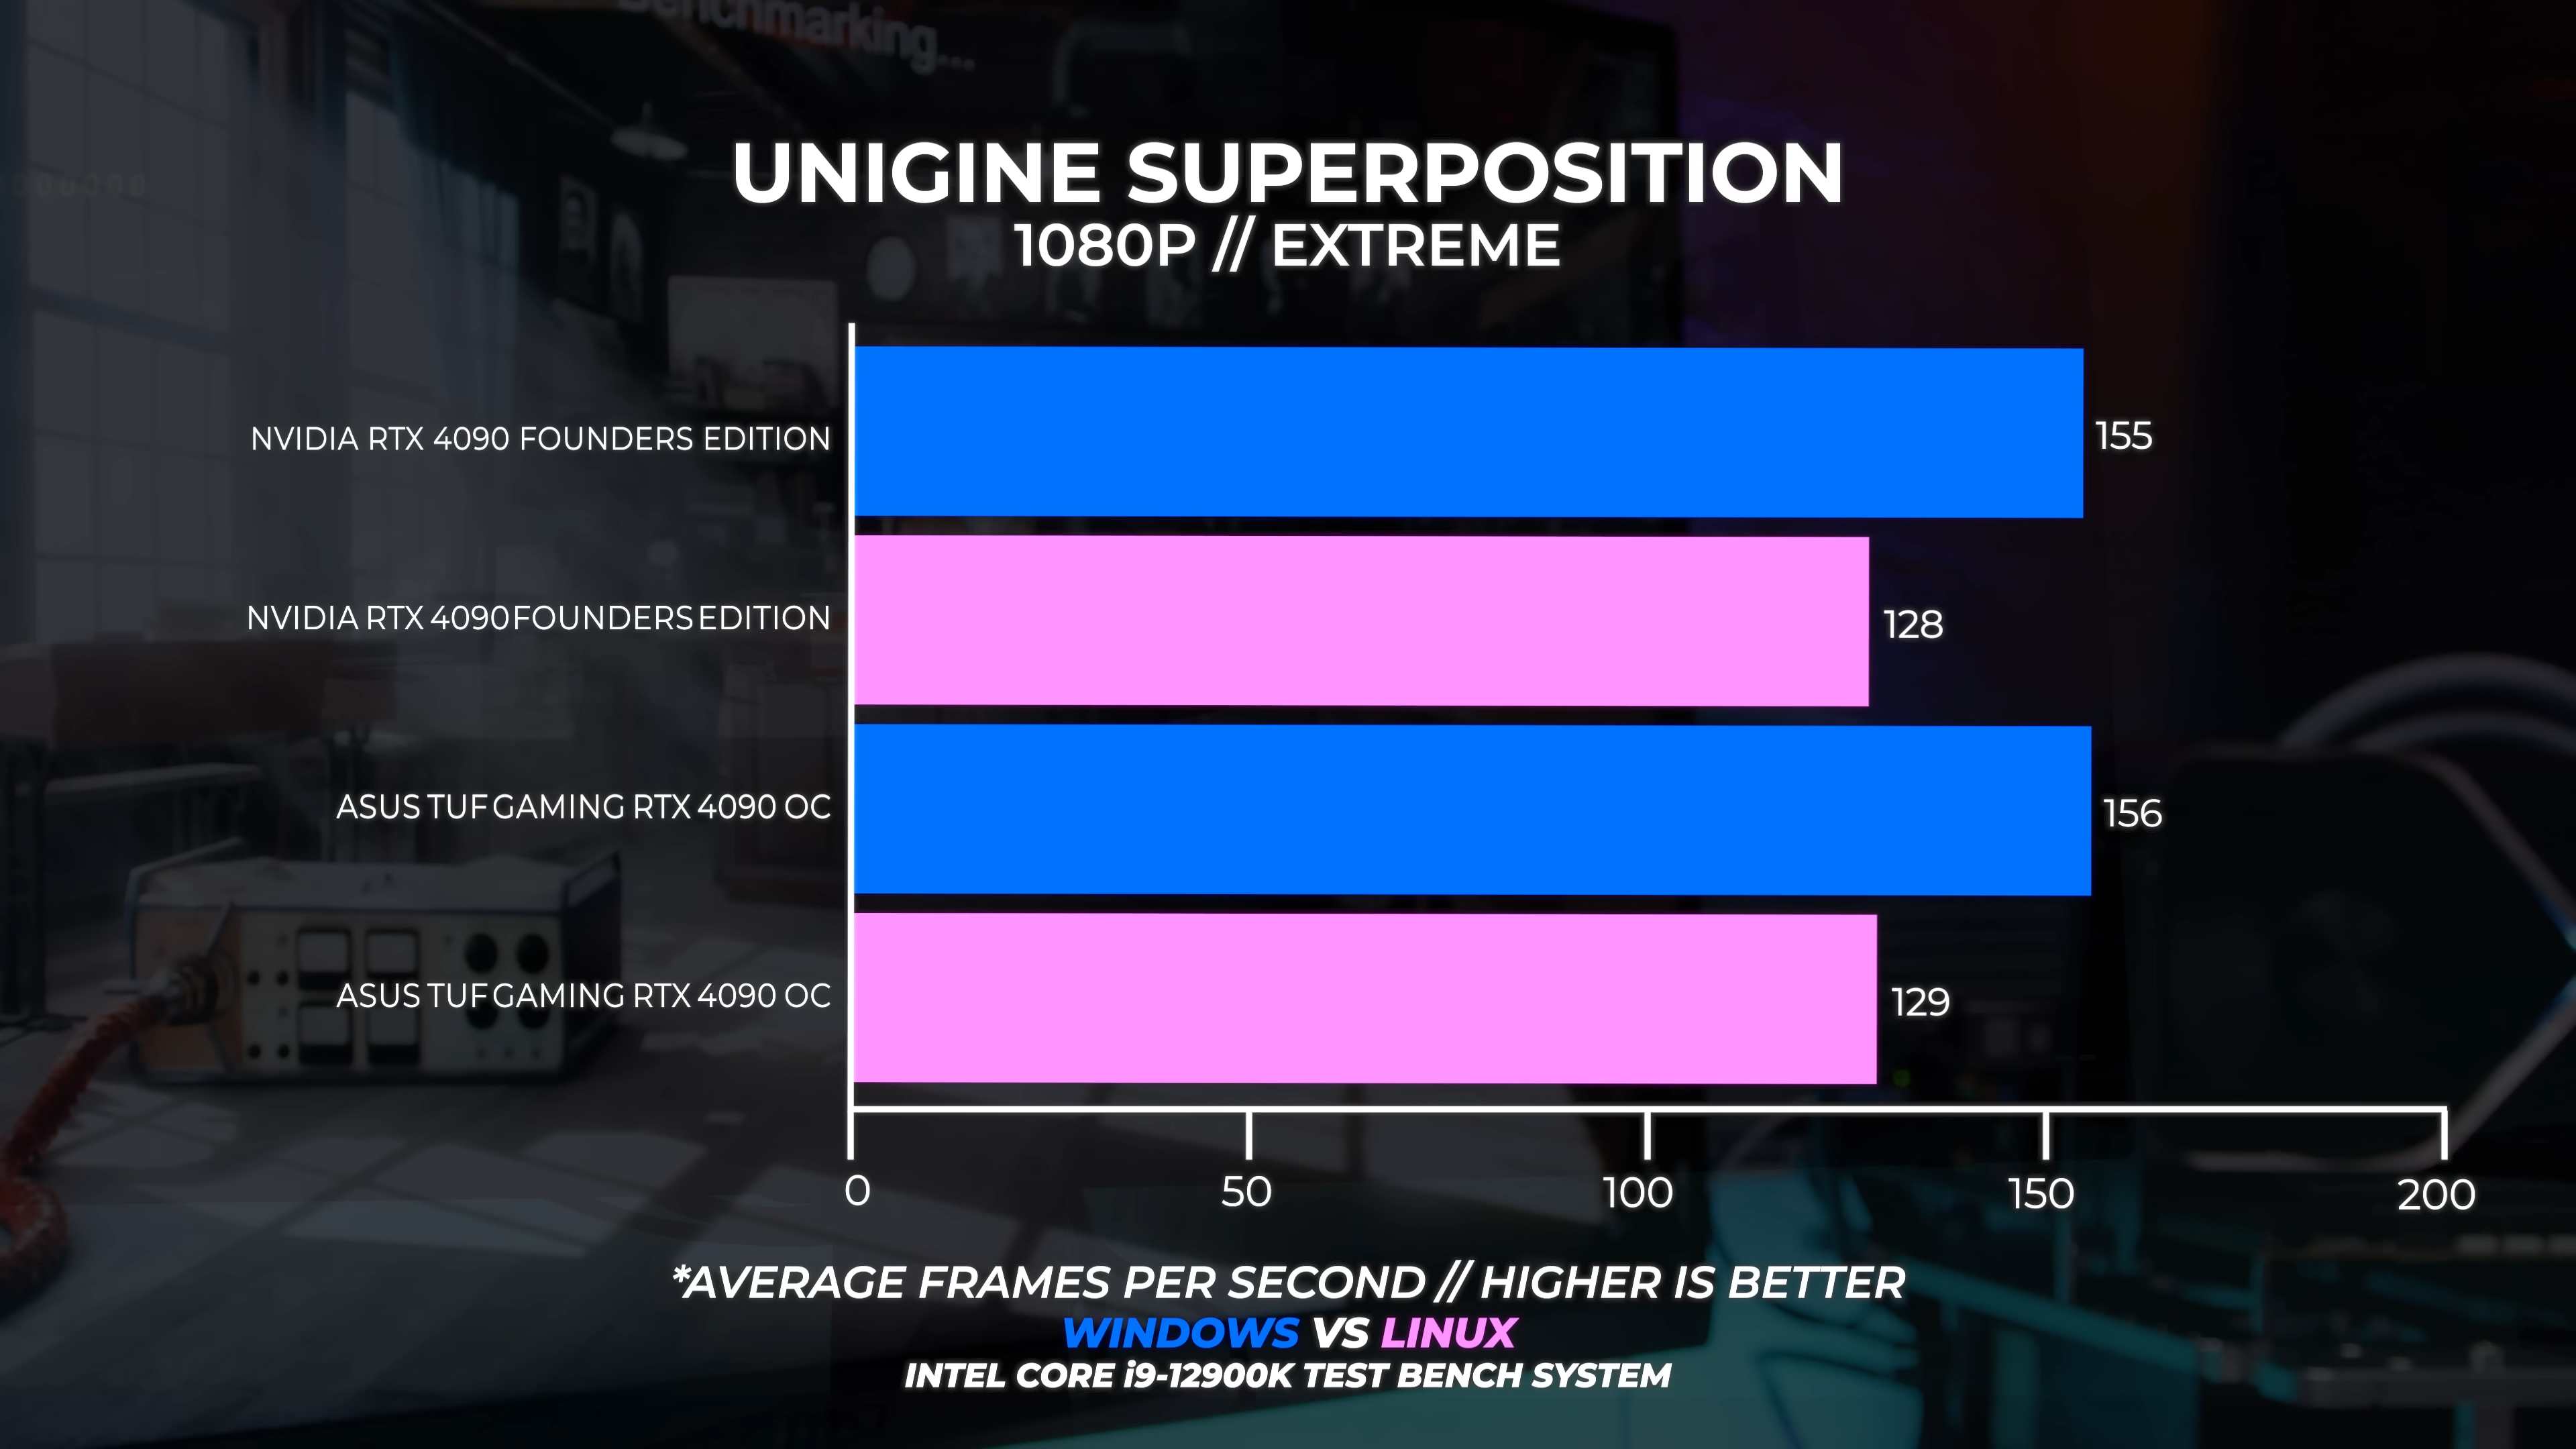 Benchmarking...
UNIGINE SUPERPOSITION
1080P // EXTREME
NVIDIA RTX 4090 FOUNDERS EDITION
155
NVIDIA RTX 4090 FOUNDERS EDITION
128
ASUS TUF GAMING RTX 4090 OC
156
ASUS TUF GAMING RTX 4090 OC
129
0 50 100 150 200
*AVERAGE FRAMES PER SECOND // HIGHER IS BETTER
WINDOWS VS LINUX
INTEL CORE i9-12900K TEST BENCH SYSTEM